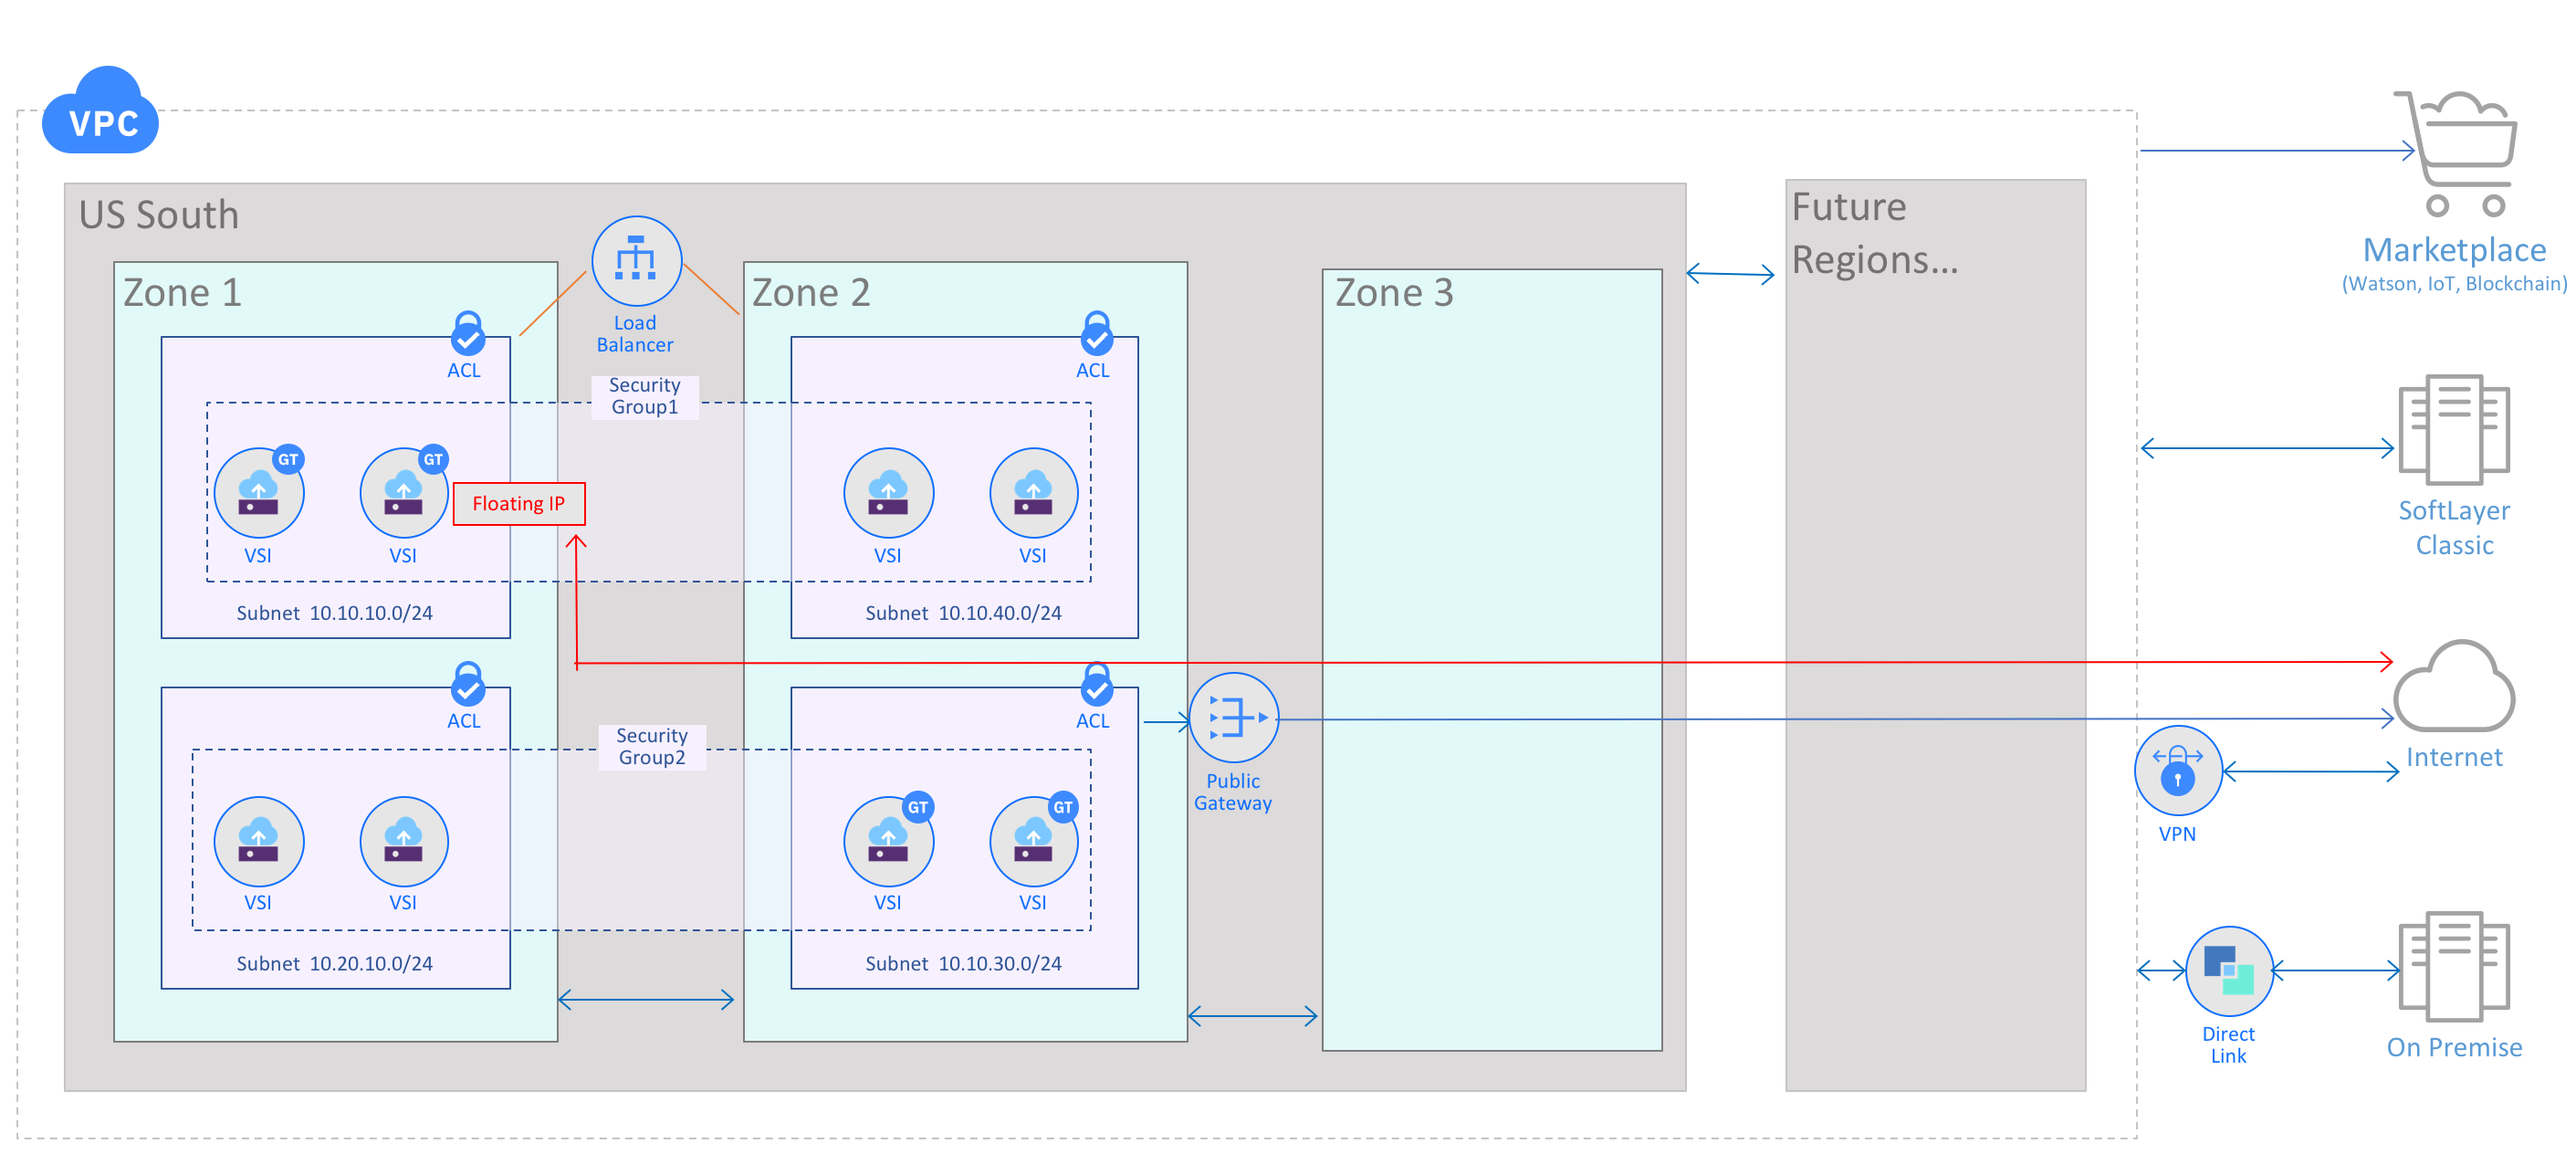 VPC
US South
Future
Regions...
Marketplace
(Watson, IoT, Blockchain)
Zone 1
Load
Balancer
Zone 2
Zone 3
ACL
ACL
Security
Group1
GT
GT
Floating IP
VSI
VSI
VSI
VSI
Subnet 10.10.10.0/24
Subnet 10.10.40.0/24
SoftLayer
Classic
ACL
ACL
Security
Group2
Public
Gateway
Internet
VPN
GT
GT
VSI
VSI
VSI
VSI
Subnet 10.20.10.0/24
Subnet 10.10.30.0/24
Direct
Link
On Premise